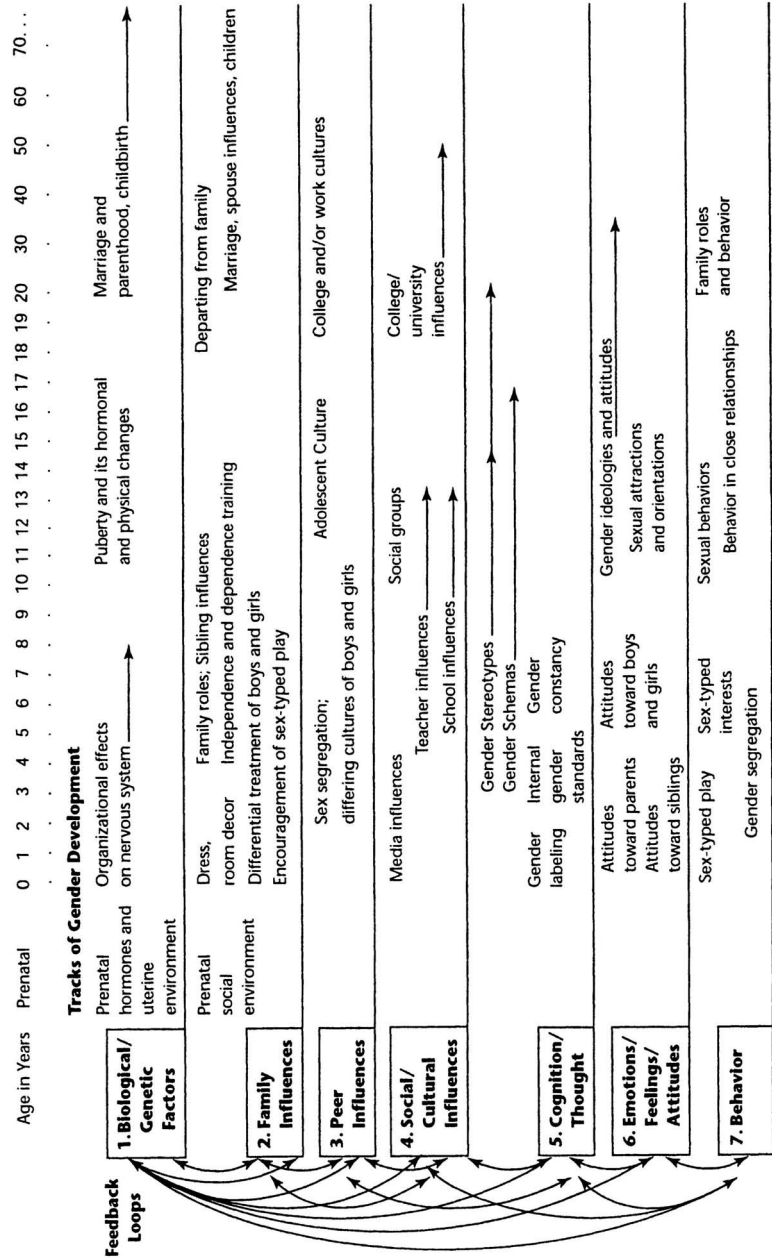 Age in Years Prenatal 0 1 2 3 4 5 6 7 8 9 10 11 12 13 14 15 16 17 18 19 20 30 40 50 60 70. . .
Tracks of Gender Development
Feedback
Loops
1.Biological/
Genetic
Factors
Prenatal
hormones and
uterine
environment
Organizational effects
on nervous system
Puberty and its hormonal
and physical changes
Marriage and
parenthood, childbirth
2. Family
Influences
Prenatal
social
environment
Dress,
room decor
Family roles; Sibling influences
Independence and dependence training
Differential treatment of boys and girls
Encouragement of sex-typed play
Departing from family
Marriage, spouse influences, children
3. Peer
Influences
Sex segregation;
differing cultures of boys and girls
Adolescent Culture
College and/or work cultures
4. Social/
Cultural
Influences
Media influences
Teacher influences
School influences
Social groups
College/
university
influences
5. Cognition/
Thought
Gender Stereotypes
Gender Schemas
Gender
labeling
Internal
gender
standards
Gender
constancy
6. Emotions/
Feelings/
Attitudes
Attitudes
toward parents
Attitudes
toward siblings
Attitudes
toward boys
and girls
Gender ideologies and attitudes
Sexual attractions
and orientations
7. Behavior
Sex-typed play
Sex-typed
interests
Gender segregation
Sexual behaviors
Behavior in close relationships
Family roles
and behavior